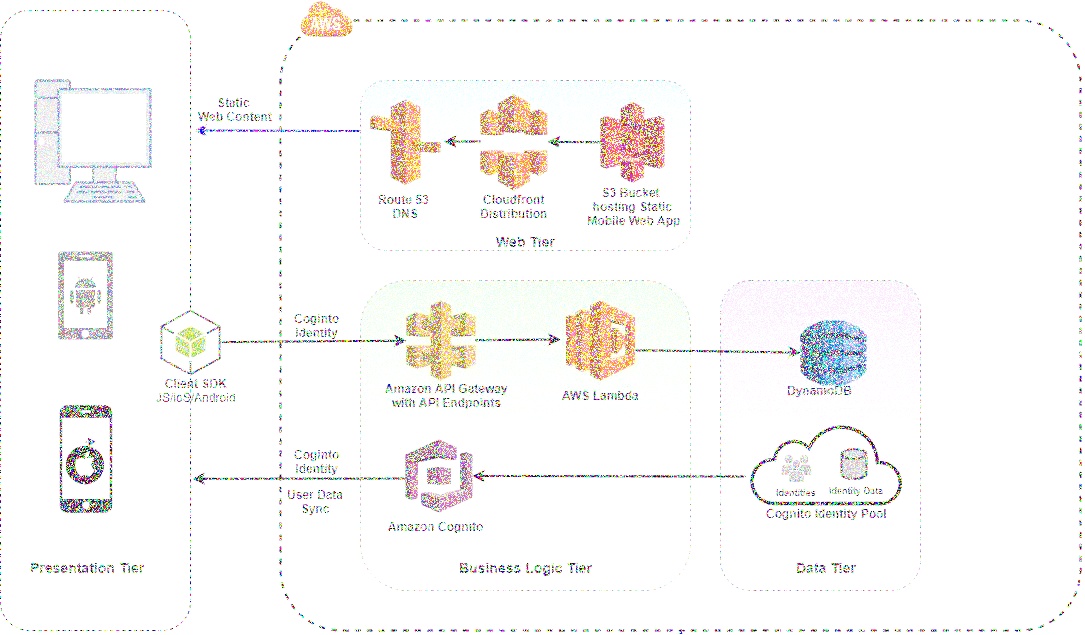 AWS
Static
Web Content
Route 53
DNS
Cloudfront
Distribution
S3 Bucket
hosting Static
Mobile Web App
Web Tier
Coginto
Identity
Client SDK
JS/ioS/Android
Amazon API Gateway
with API Endpoints
AWS Lambda
DynamicDB
Coginto
Identity
User Data
Sync
Amazon Cognito
Identities
Identity Data
Cognito Identity Pool
Presentation Tier
Business Logic Tier
Data Tier